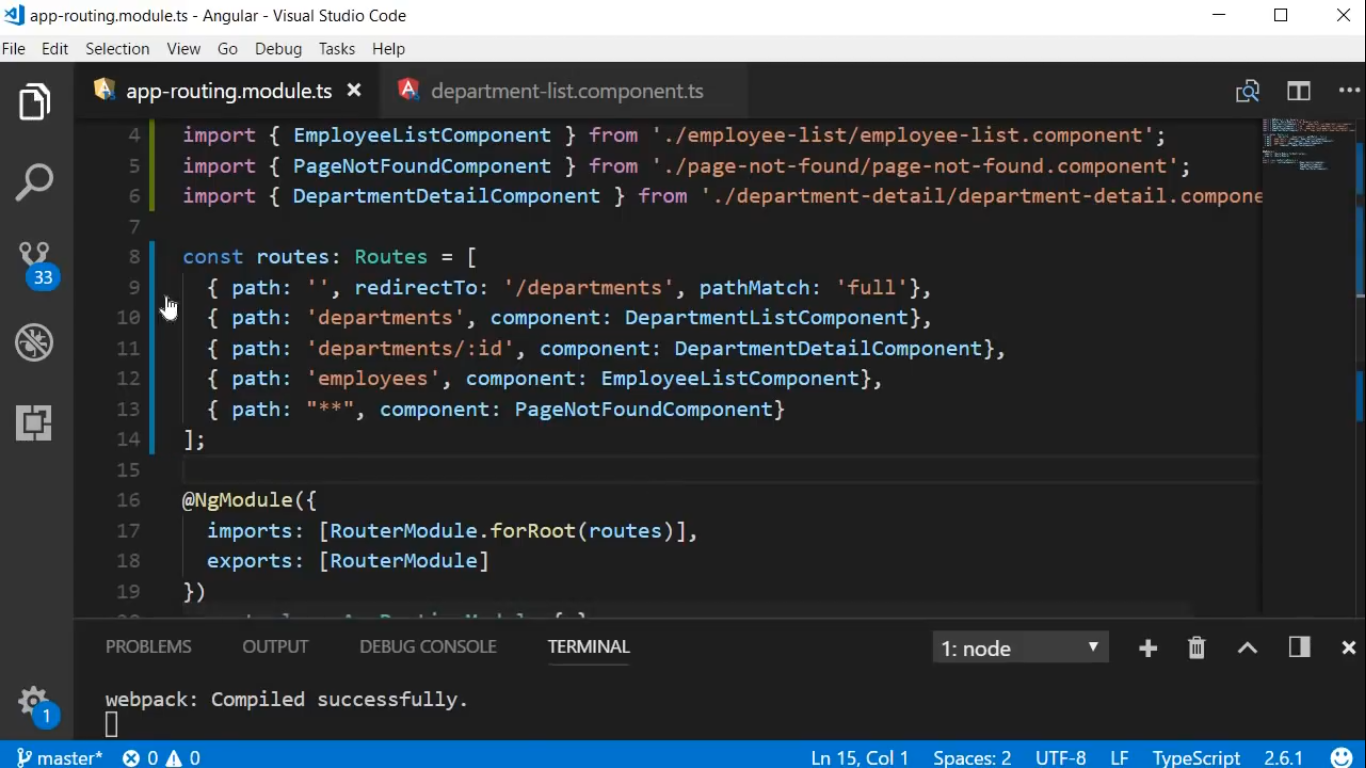 app-routing.module.ts - Angular - Visual Studio Code
File Edit Selection View Go Debug Tasks Help
app-routing.module.ts department-list.component.ts
4 import { EmployeeListComponent } from './employee-list/employee-list.component';
5 import { PageNotFoundComponent } from './page-not-found/page-not-found.component';
6 import { DepartmentDetailComponent } from './department-detail/department-detail.compone
7
8 const routes: Routes = [
9 { path: '', redirectTo: '/departments', pathMatch: 'full'},
10 { path: 'departments', component: DepartmentListComponent},
11 { path: 'departments/:id', component: DepartmentDetailComponent},
12 { path: 'employees', component: EmployeeListComponent},
13 { path: "**", component: PageNotFoundComponent}
14 ];
15
16 @NgModule({
17 imports: [RouterModule.forRoot(routes)],
18 exports: [RouterModule]
19 })
33
1
PROBLEMS OUTPUT DEBUG CONSOLE TERMINAL 1: node
webpack: Compiled successfully.
master* 0 0 Ln 15, Col 1 Spaces: 2 UTF-8 LF TypeScript 2.6.1